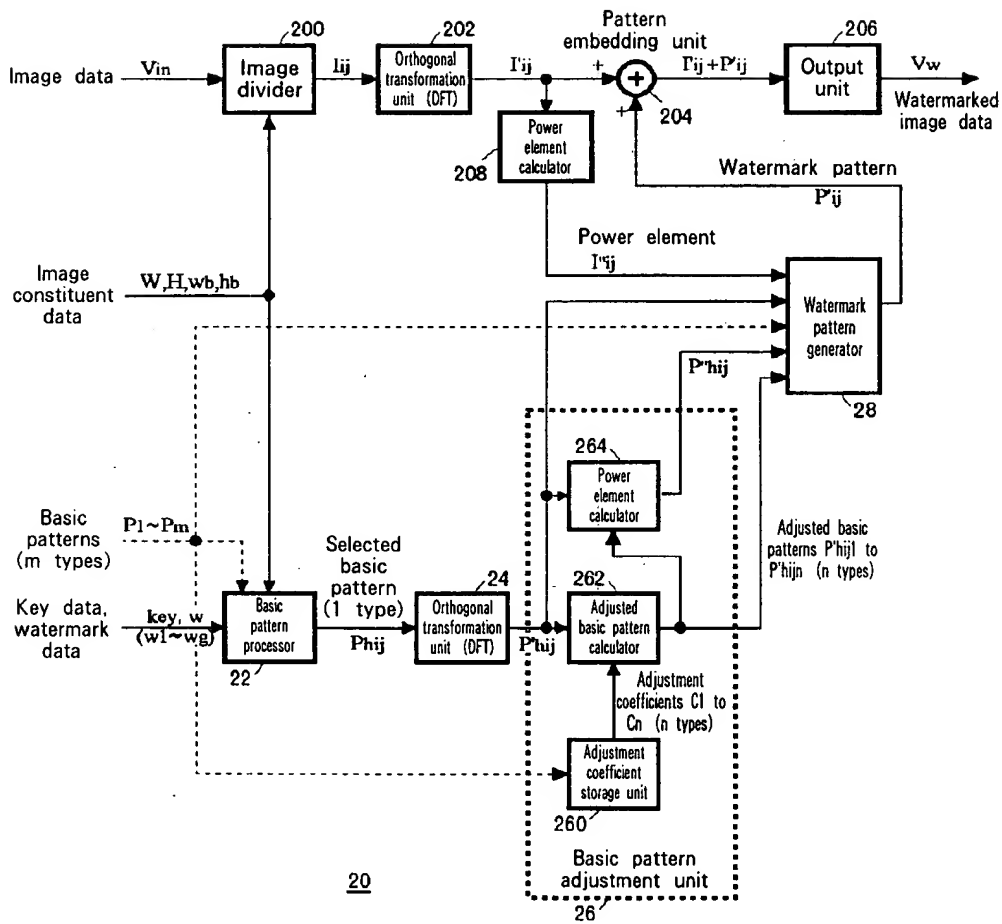 200
202
Pattern
embedding unit
206
Image data
Vin
Image
divider
Iij
Orthogonal
transformation
unit (DFT)
I'ij
+
+
+
204
I'ij+P'ij
Output
unit
Vw
Watermarked
image data
Power
element
calculator
208
Watermark pattern
P'ij
Power element
I''ij
Image
constituent
data
W,H,wb,hb
Watermark
pattern
generator
28
P''hij
264
Power
element
calculator
Basic
patterns
(m types)
P1~Pm
Adjusted basic
patterns P'hij1 to
P'hijn (n types)
Selected
basic
pattern
(1 type)
24
262
Key data,
watermark
data
key, w
(w1~wg)
Basic
pattern
processor
22
Phij
Orthogonal
transformation
unit (DFT)
P'hij
Adjusted
basic pattern
calculator
Adjustment
coefficients C1 to
Cn (n types)
Adjustment
coefficient
storage unit
260
Basic pattern
adjustment unit
20
26